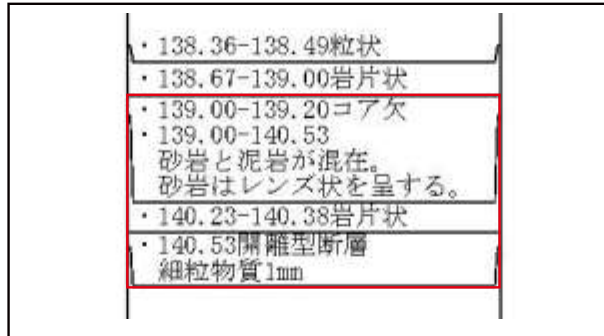 ・138.36-138.49粒状
・138.67-139.00岩片状
・139.00-139.20コア欠
・139.00-140.53
砂岩と泥岩が混在。
砂岩はレンズ状を呈する。
・140.23-140.38岩片状
・140.53開離型断層
細粒物質1mm